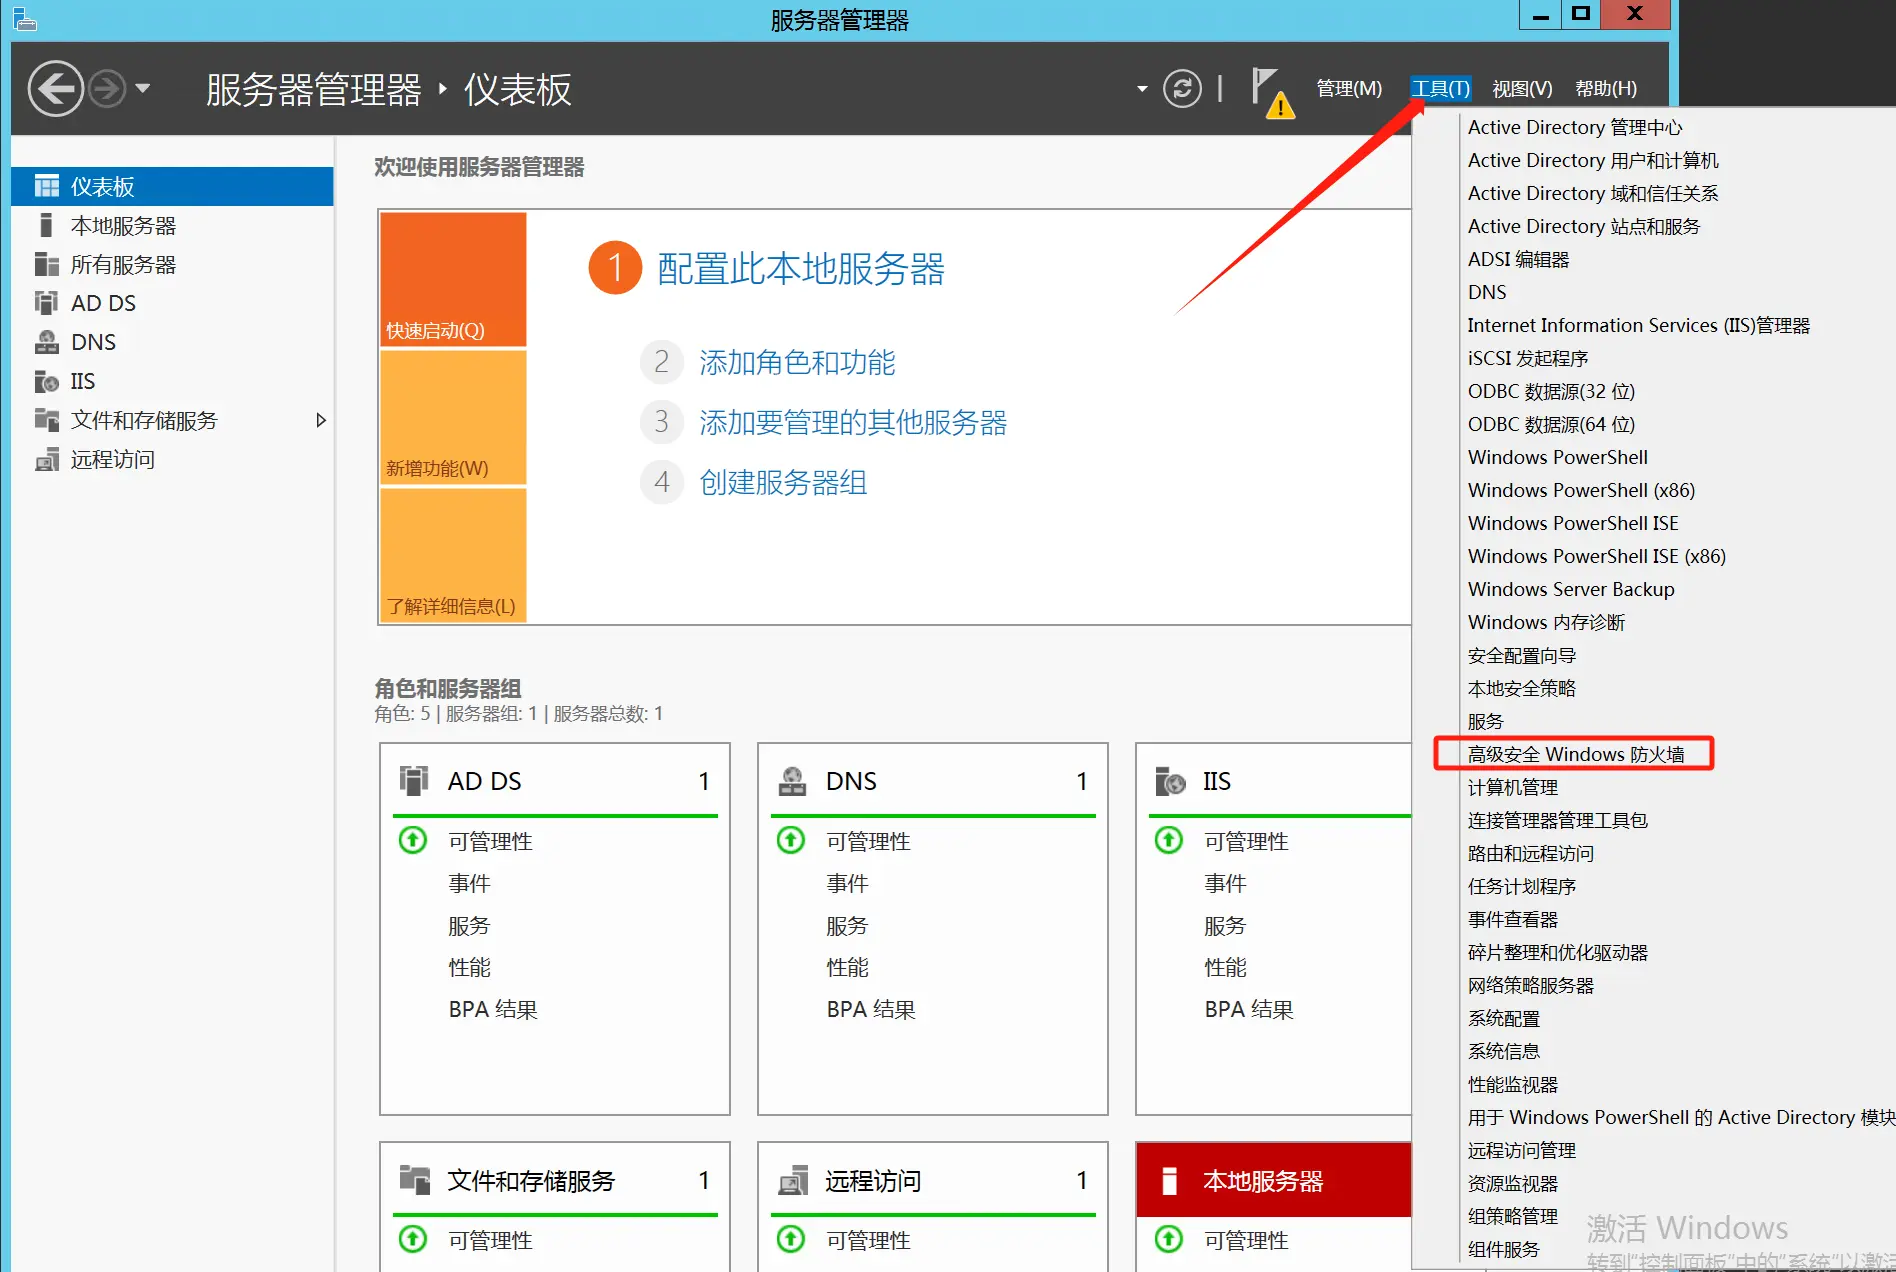 服务器管理器
服务器管理器 ‣ 仪表板
管理(M) 工具(T) 视图(V) 帮助(H)
仪表板
本地服务器
所有服务器
AD DS
DNS
IIS
文件和存储服务
远程访问
欢迎使用服务器管理器
快速启动(Q)
新增功能(W)
了解详细信息(L)
1 配置此本地服务器
2 添加角色和功能
3 添加要管理的其他服务器
4 创建服务器组
角色和服务器组
角色: 5 | 服务器组: 1 | 服务器总数: 1
AD DS 1
可管理性
事件
服务
性能
BPA 结果
DNS 1
可管理性
事件
服务
性能
BPA 结果
IIS
可管理性
事件
服务
性能
BPA 结果
文件和存储服务 1
可管理性
远程访问 1
可管理性
本地服务器
可管理性
Active Directory 管理中心
Active Directory 用户和计算机
Active Directory 域和信任关系
Active Directory 站点和服务
ADSI 编辑器
DNS
Internet Information Services (IIS)管理器
iSCSI 发起程序
ODBC 数据源(32 位)
ODBC 数据源(64 位)
Windows PowerShell
Windows PowerShell (x86)
Windows PowerShell ISE
Windows PowerShell ISE (x86)
Windows Server Backup
Windows 内存诊断
安全配置向导
本地安全策略
服务
高级安全 Windows 防火墙
计算机管理
连接管理器管理工具包
路由和远程访问
任务计划程序
事件查看器
碎片整理和优化驱动器
网络策略服务器
系统配置
系统信息
性能监视器
用于 Windows PowerShell 的 Active Directory 模块
远程访问管理
资源监视器
组策略管理
组件服务
激活 Windows
转到"控制面板"中的"系统"以激活